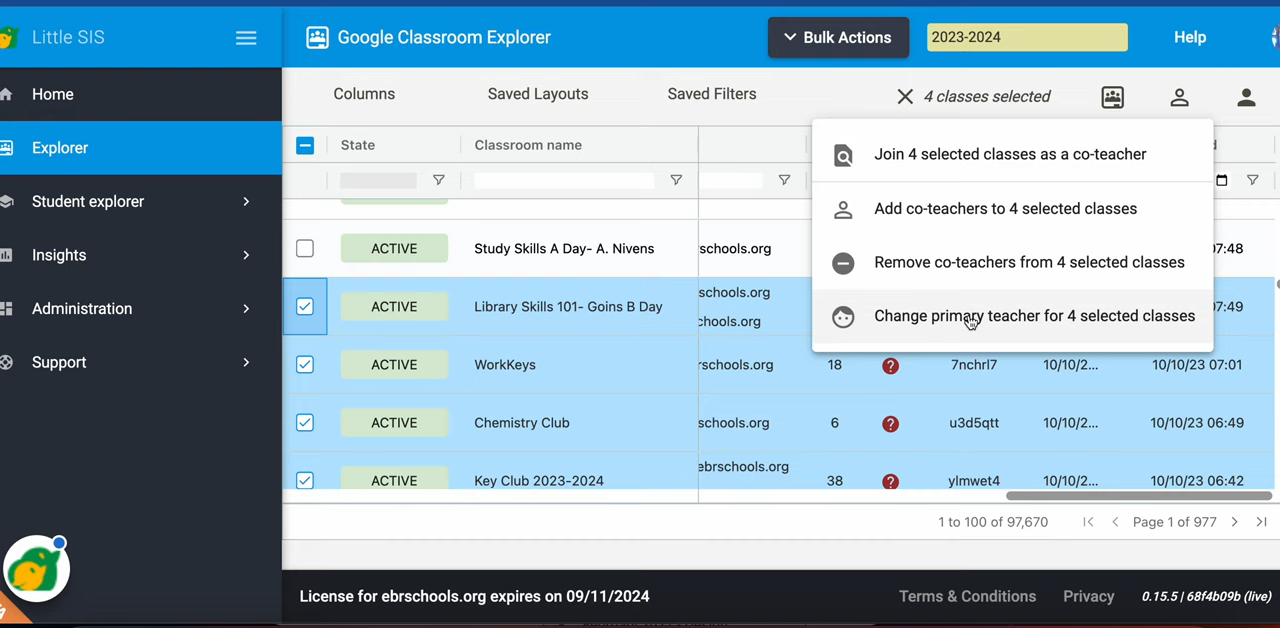 Little SIS
Google Classroom Explorer
Bulk Actions
2023-2024
Help
Home
Explorer
Student explorer
Insights
Administration
Support
Columns
Saved Layouts
Saved Filters
4 classes selected
State
Classroom name
Join 4 selected classes as a co-teacher
Add co-teachers to 4 selected classes
Remove co-teachers from 4 selected classes
Change primary teacher for 4 selected classes
ACTIVE Study Skills A Day- A. Nivens schools.org 07:48
ACTIVE Library Skills 101- Goins B Day schools.org 07:49
chools.org
ACTIVE WorkKeys rschools.org 18 ? 7nchrl7 10/10/2... 10/10/23 07:01
ACTIVE Chemistry Club schools.org 6 ? u3d5qtt 10/10/2... 10/10/23 06:49
ebrschools.org
ACTIVE Key Club 2023-2024 38 ? ylmwet4 10/10/2... 10/10/23 06:42
1 to 100 of 97,670
Page 1 of 977
License for ebrschools.org expires on 09/11/2024
Terms & Conditions
Privacy
0.15.5 | 68f4b09b (live)